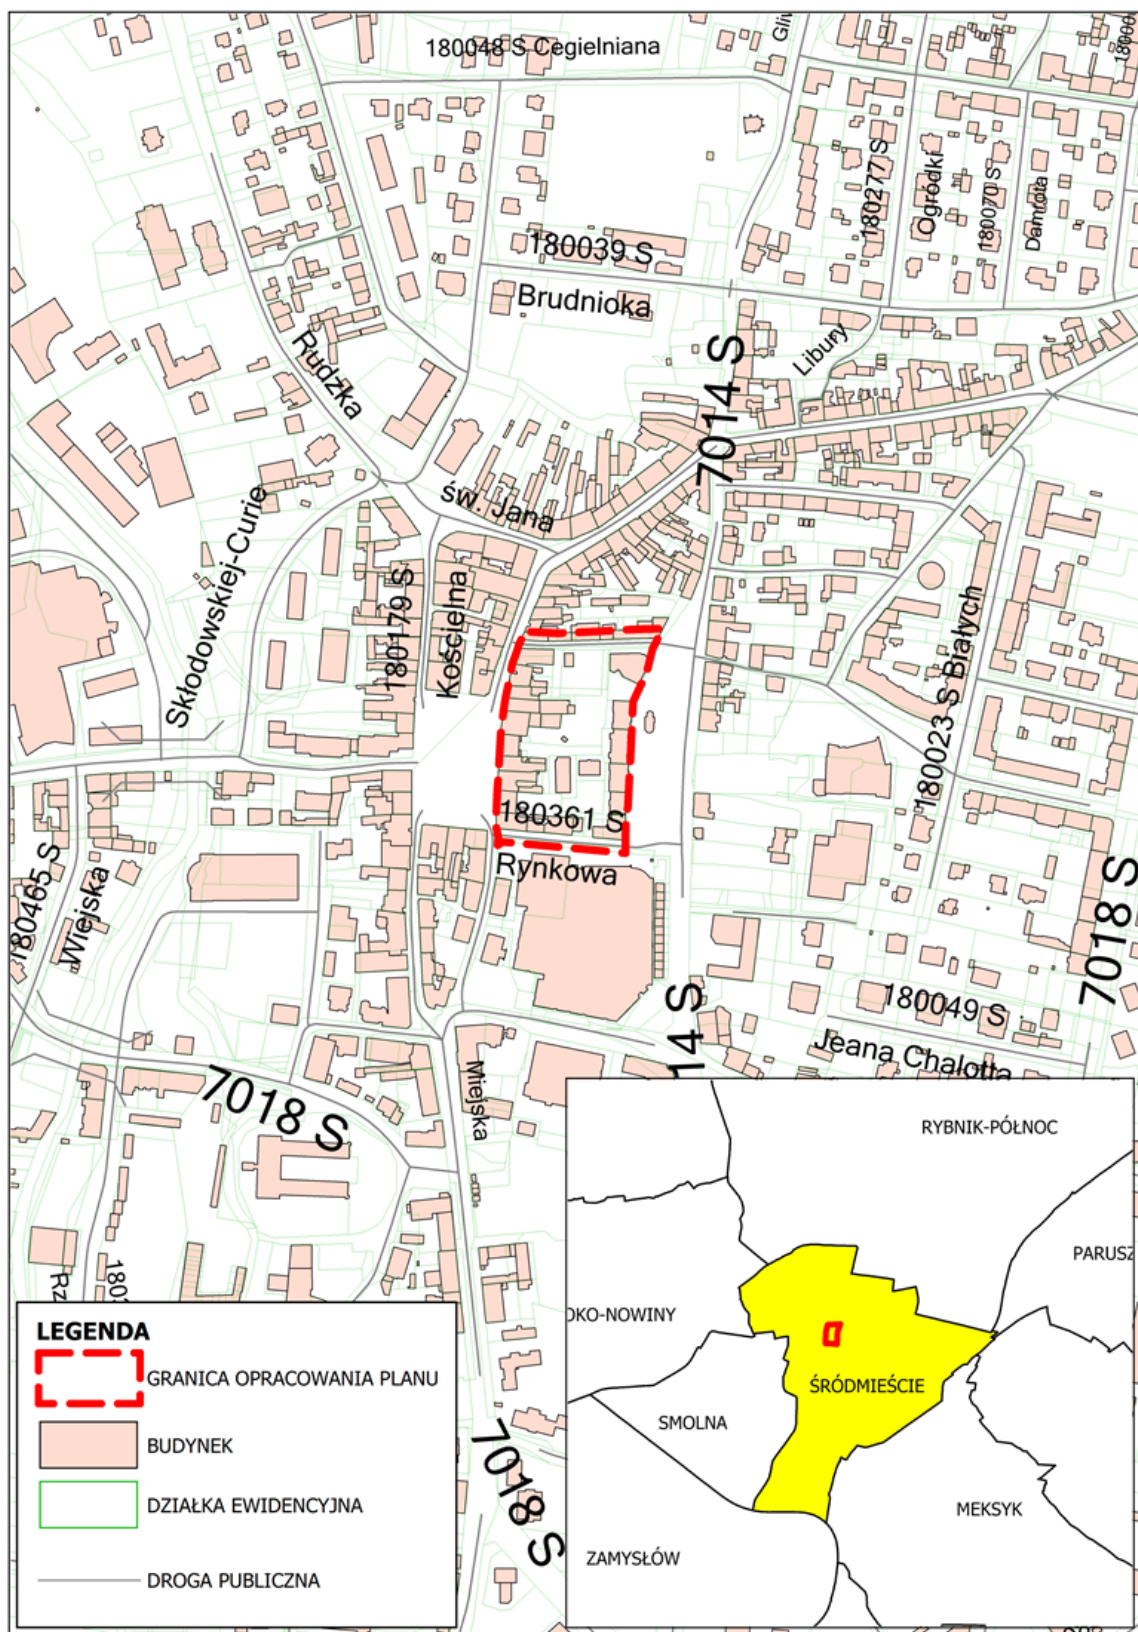 180048 S Cegielniana
180277 S
Ogródki
180070 S
Damrota
180039 S
Brudnioka
7014 S
Libury
Rudzka
św. Jana
Skłodowskiej-Curie
180179 S
Kościelna
180023 S Białych
180361 S
Rynkowa
180465 S
Wiejska
7018 S
180049 S
Jeana Chalotta
14 S
7018 S
Miejska
7018 S
LEGENDA
GRANICA OPRACOWANIA PLANU
BUDYNEK
DZIAŁKA EWIDENCYJNA
DROGA PUBLICZNA
RYBNIK-PÓŁNOC
PARUSZ
OKO-NOWINY
ŚRÓDMIEŚCIE
SMOLNA
MEKSYK
ZAMYSŁÓW